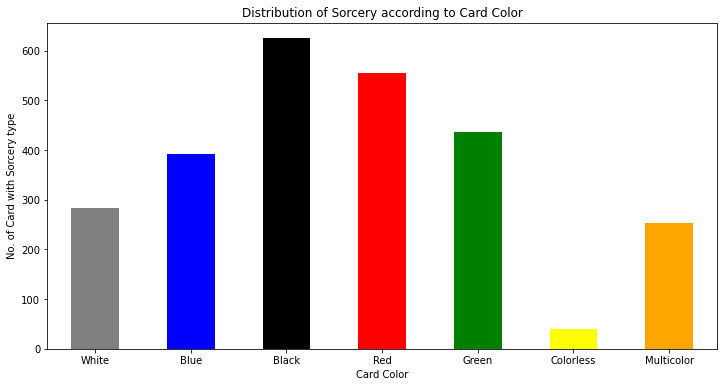 Distribution of Sorcery according to Card Color
No. of Card with Sorcery type
600
500
400
300
200
100
0
White Blue Black Red Green Colorless Multicolor
Card Color